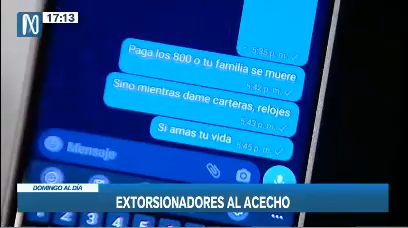 17:13
5:35 p. m.
Paga los 800 o tu familia se muere
5:42 p. m.
Sino mientras dame carteras, relojes
5:43 p. m.
Si amas tu vida
5:45 p. m.
Mensaje
DOMINGO AL DÍA
EXTORSIONADORES AL ACECHO